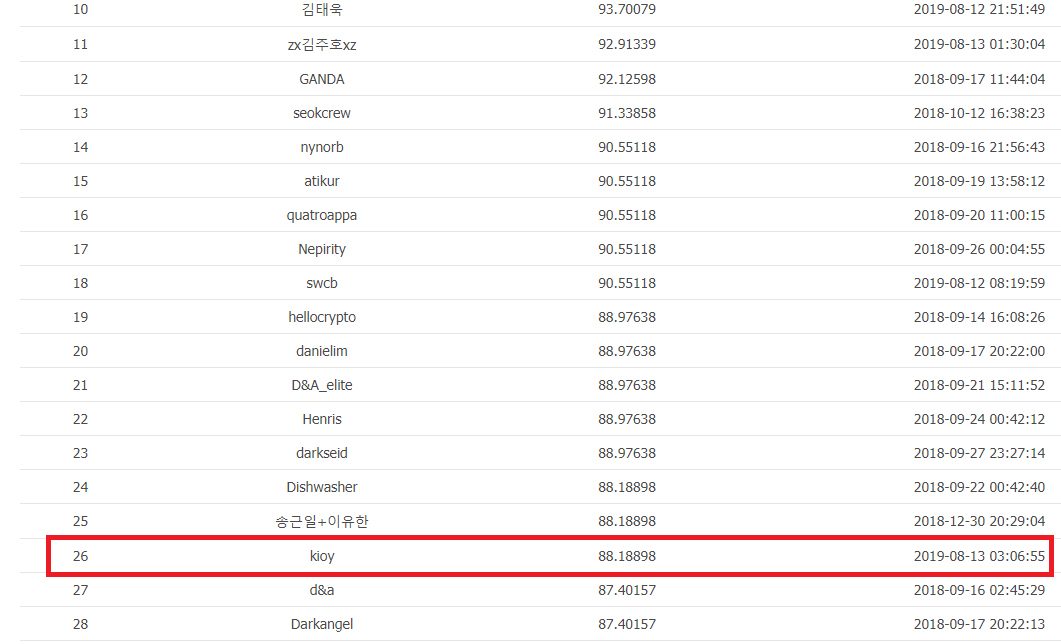 10 김태욱 93.70079 2019-08-12 21:51:49
11 zx김주호xz 92.91339 2019-08-13 01:30:04
12 GANDA 92.12598 2018-09-17 11:44:04
13 seokcrew 91.33858 2018-10-12 16:38:23
14 nynorb 90.55118 2018-09-16 21:56:43
15 atikur 90.55118 2018-09-19 13:58:12
16 quatroappa 90.55118 2018-09-20 11:00:15
17 Nepirity 90.55118 2018-09-26 00:04:55
18 swcb 90.55118 2019-08-12 08:19:59
19 hellocrypto 88.97638 2018-09-14 16:08:26
20 danielim 88.97638 2018-09-17 20:22:00
21 D&A_elite 88.97638 2018-09-21 15:11:52
22 Henris 88.97638 2018-09-24 00:42:12
23 darkseid 88.97638 2018-09-27 23:27:14
24 Dishwasher 88.18898 2018-09-22 00:42:40
25 송근일+이유한 88.18898 2018-12-30 20:29:04
26 kioy 88.18898 2019-08-13 03:06:55
27 d&a 87.40157 2018-09-16 02:45:29
28 Darkangel 87.40157 2018-09-17 20:22:13